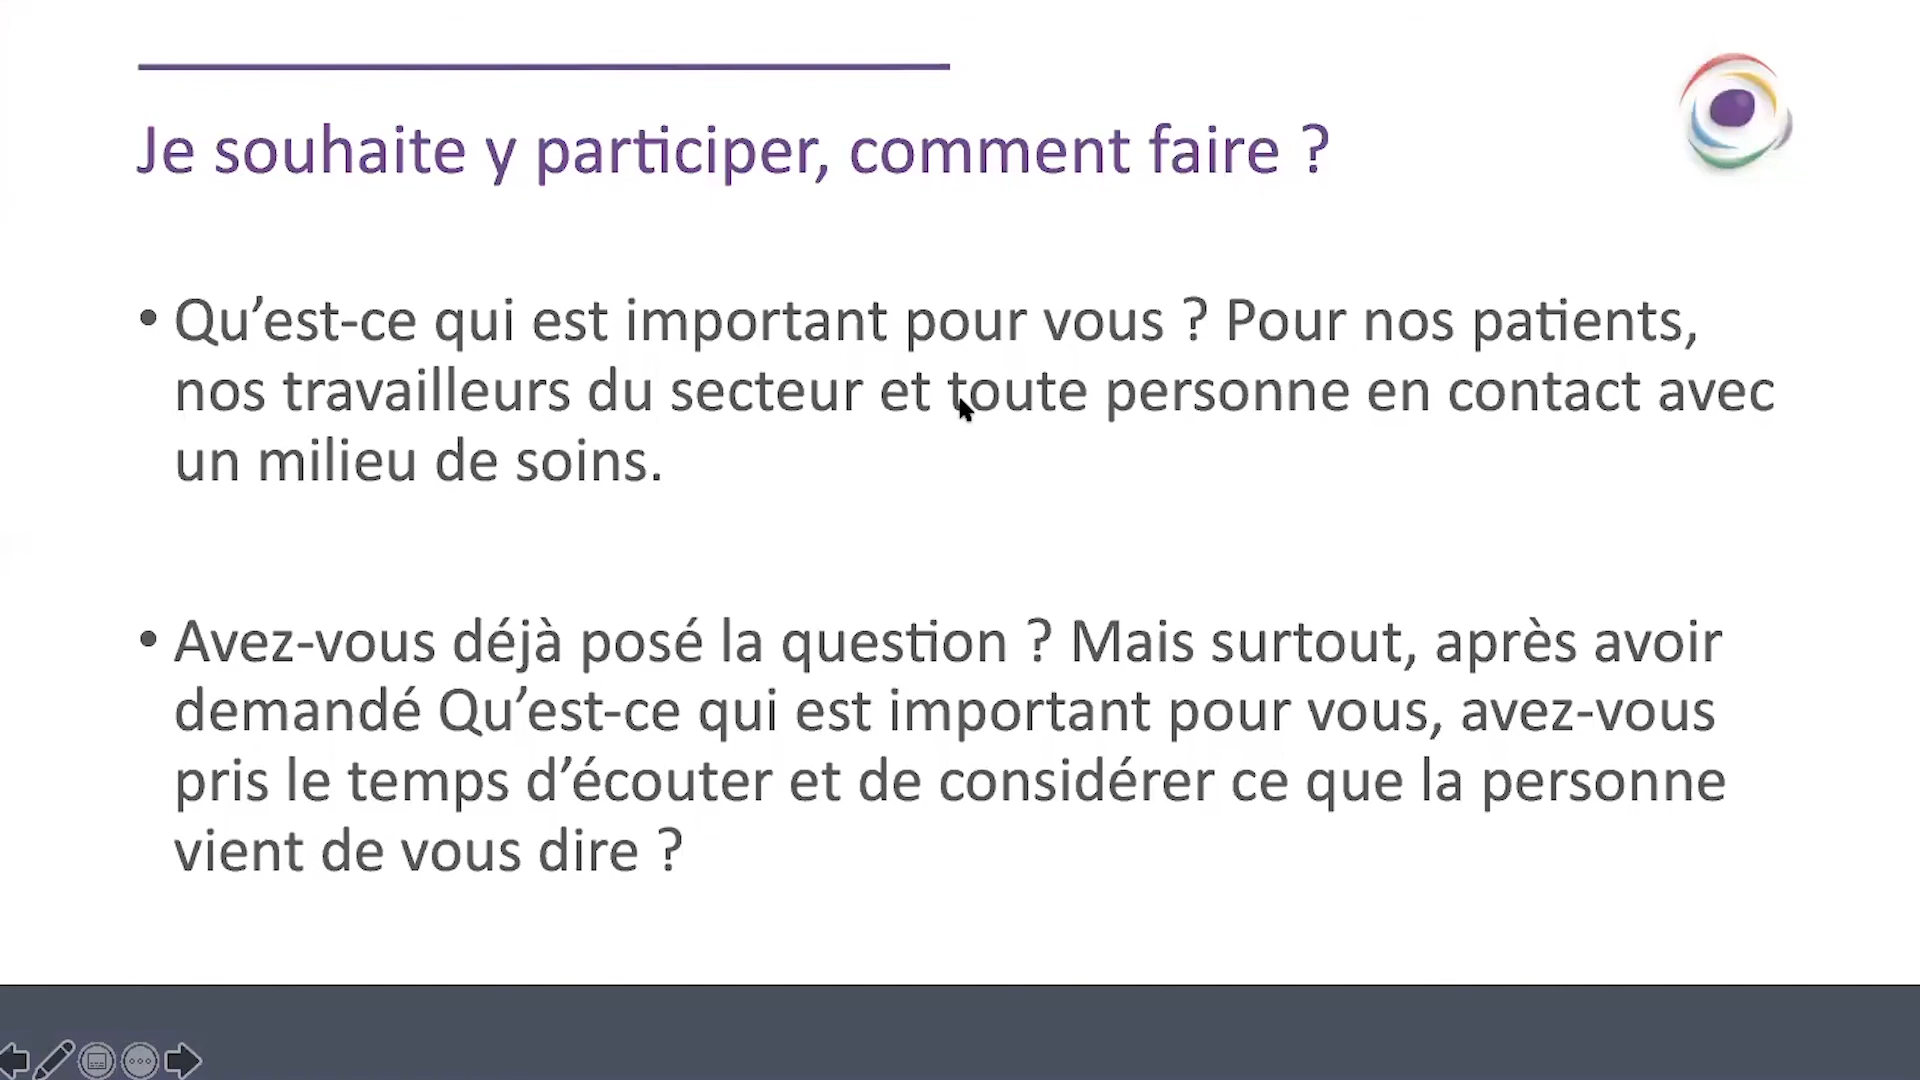 Je souhaite y participer, comment faire ?
• Qu’est-ce qui est important pour vous ? Pour nos patients,
nos travailleurs du secteur et toute personne en contact avec
un milieu de soins.
• Avez-vous déjà posé la question ? Mais surtout, après avoir
demandé Qu’est-ce qui est important pour vous, avez-vous
pris le temps d’écouter et de considérer ce que la personne
vient de vous dire ?